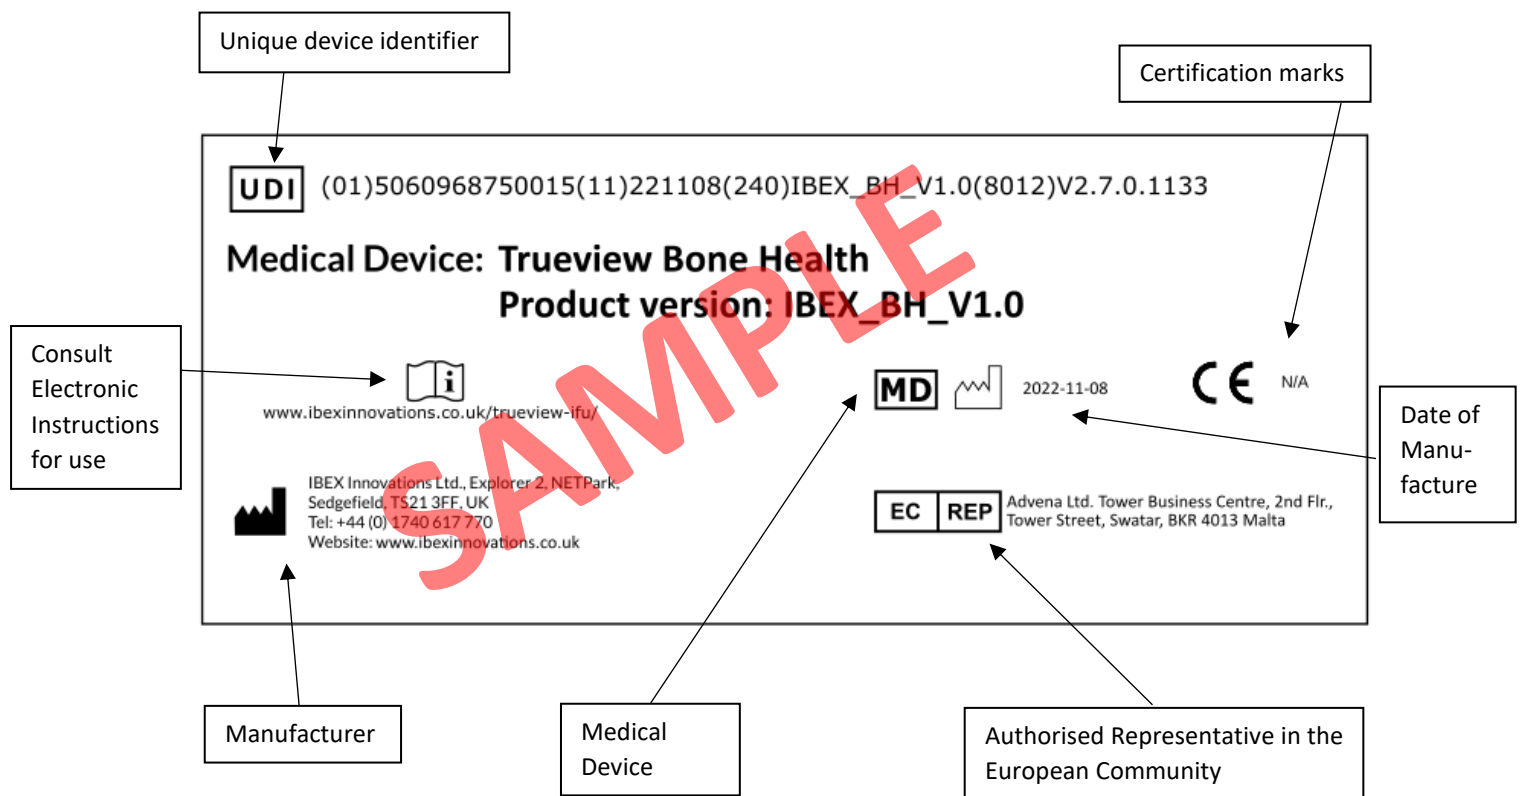 Unique device identifier
Certification marks
UDI (01)5060968750015(11)221108(240)IBEX_BH_V1.0(8012)V2.7.0.1133
Medical Device: Trueview Bone Health
Product version: IBEX_BH_V1.0
Consult
Electronic
Instructions
for use
i
www.ibexinnovations.co.uk/trueview-ifu/
MD 2022-11-08
CE N/A
Date of
Manu-
facture
IBEX Innovations Ltd., Explorer 2, NETPark,
Sedgefield, TS21 3FF, UK
Tel: +44 (0) 1740 617 770
Website: www.ibexinnovations.co.uk
EC REP
Advena Ltd. Tower Business Centre, 2nd Flr.,
Tower Street, Swatar, BKR 4013 Malta
SAMPLE
Manufacturer
Medical
Device
Authorised Representative in the
European Community